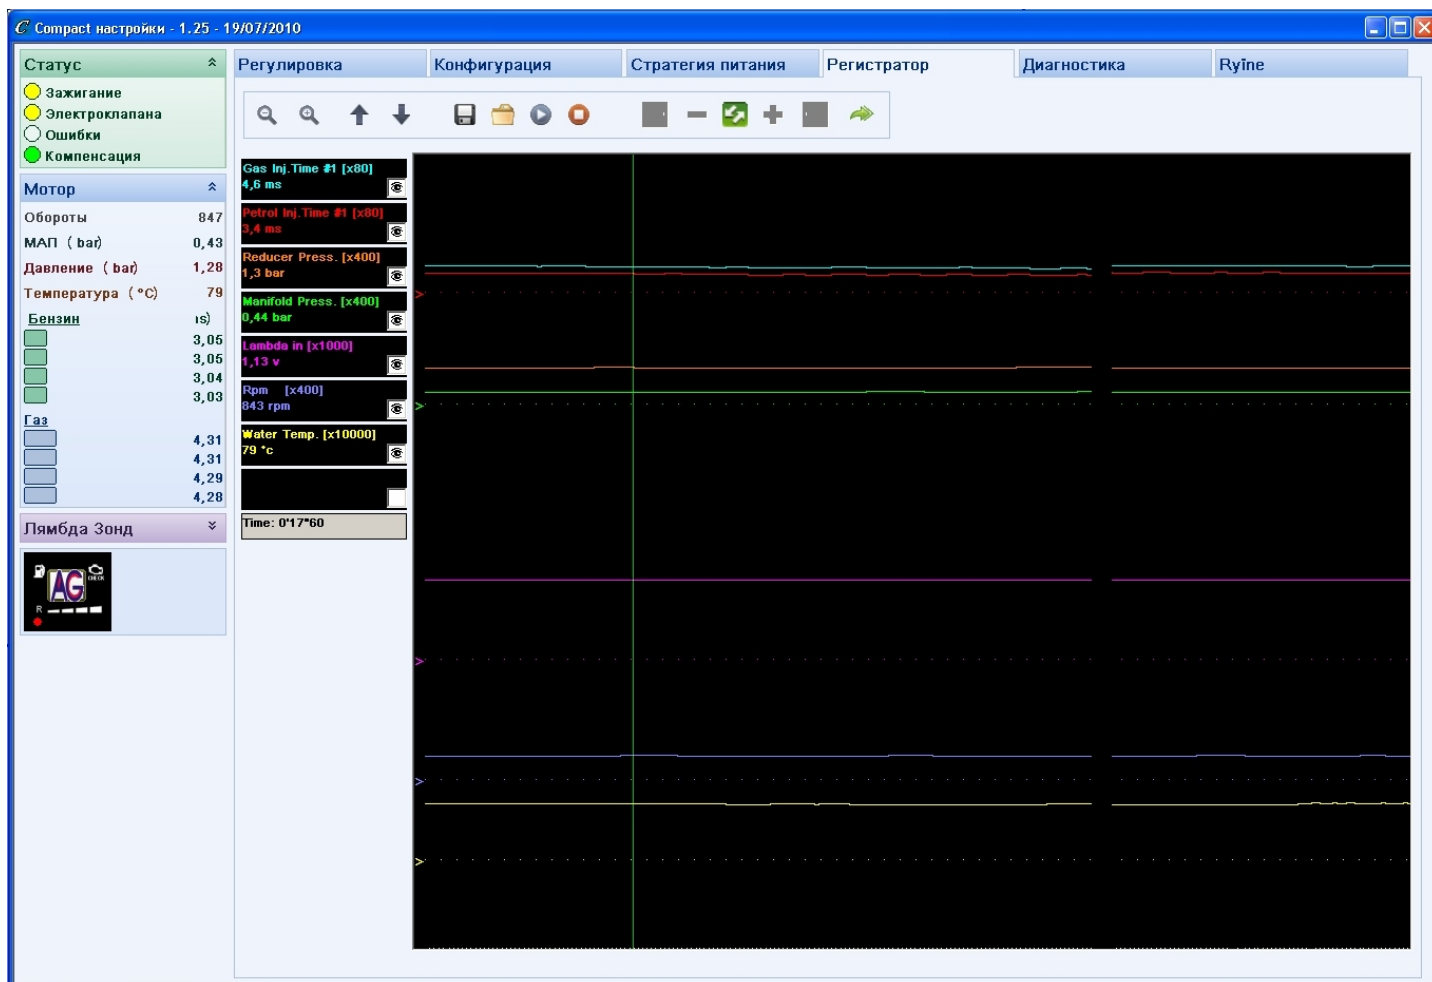 Compact настройки - 1.25 - 19/07/2010
Статус
Зажигание
Электроклапана
Ошибки
Компенсация
Мотор
Обороты 847
МАП ( bar) 0,43
Давление ( bar) 1,28
Температура ( °C) 79
Бензин ıs)
3,05
3,05
3,04
3,03
Газ
4,31
4,31
4,29
4,28
Лямбда Зонд
AG
CHECK
R
Регулировка Конфигурация Стратегия питания Регистратор Диагностика Ryîne
Gas Inj.Time #1 [x80]
4,6 ms
Petrol Inj.Time #1 [x80]
3,4 ms
Reducer Press. [x400]
1,3 bar
Manifold Press. [x400]
0,44 bar
Lambda in [x1000]
1,13 v
Rpm [x400]
843 rpm
Water Temp. [x10000]
79 °c
Time: 0'17"60